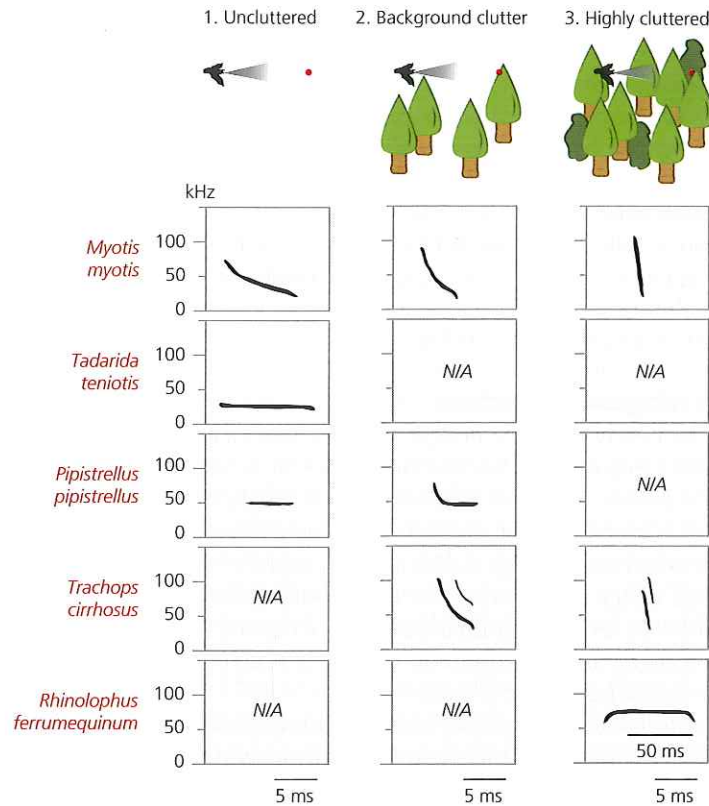 1. Uncluttered
2. Background clutter
3. Highly cluttered
kHz
Myotis
myotis
100
50
0
Tadarida
teniotis
100
50
0
N/A
N/A
Pipistrellus
pipistrellus
100
50
0
N/A
Trachops
cirrhosus
100
50
0
N/A
Rhinolophus
ferrumequinum
100
50
0
N/A
N/A
50 ms
5 ms
5 ms
5 ms